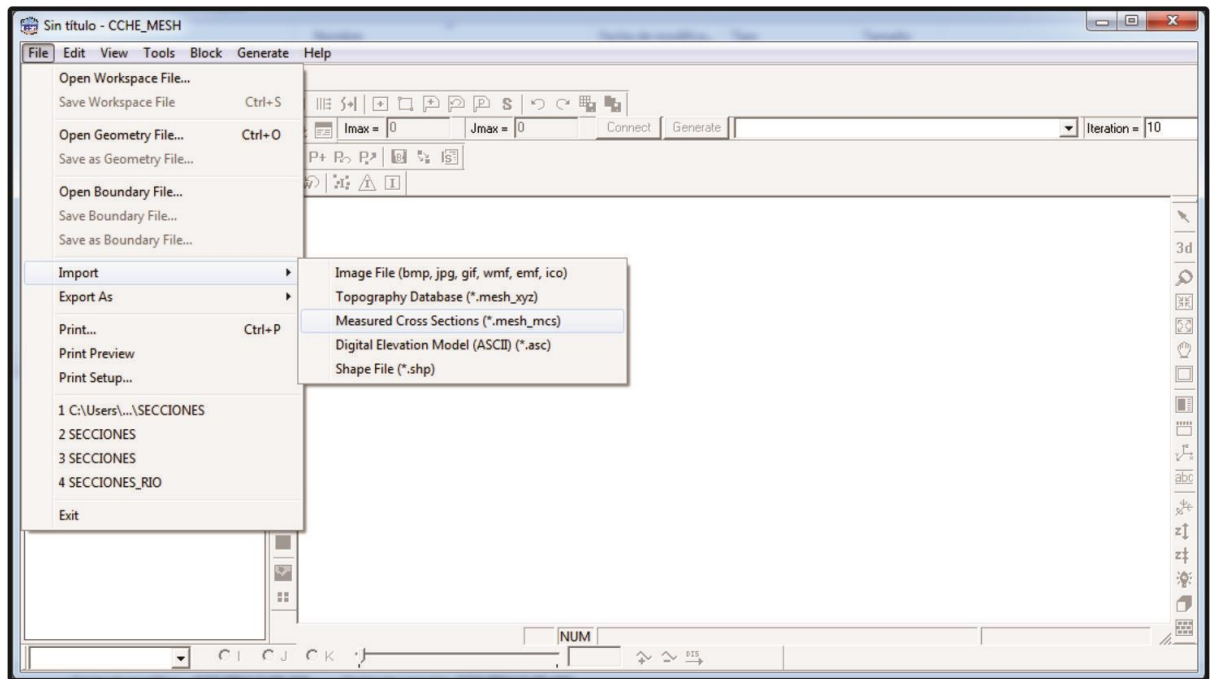 Sin título - CCHE_MESH
File Edit View Tools Block Generate Help
Open Workspace File...
Save Workspace File Ctrl+S
Open Geometry File... Ctrl+O
Save as Geometry File...
Open Boundary File...
Save Boundary File...
Save as Boundary File...
Import
Export As
Print... Ctrl+P
Print Preview
Print Setup...
1 C:\Users\...\SECCIONES
2 SECCIONES
3 SECCIONES
4 SECCIONES_RIO
Exit
Image File (bmp, jpg, gif, wmf, emf, ico)
Topography Database (*.mesh_xyz)
Measured Cross Sections (*.mesh_mcs)
Digital Elevation Model (ASCII) (*.asc)
Shape File (*.shp)
S
Imax = 0 Jmax = 0 Connect Generate Iteration = 10
3d
abc
NUM
I J K DIS